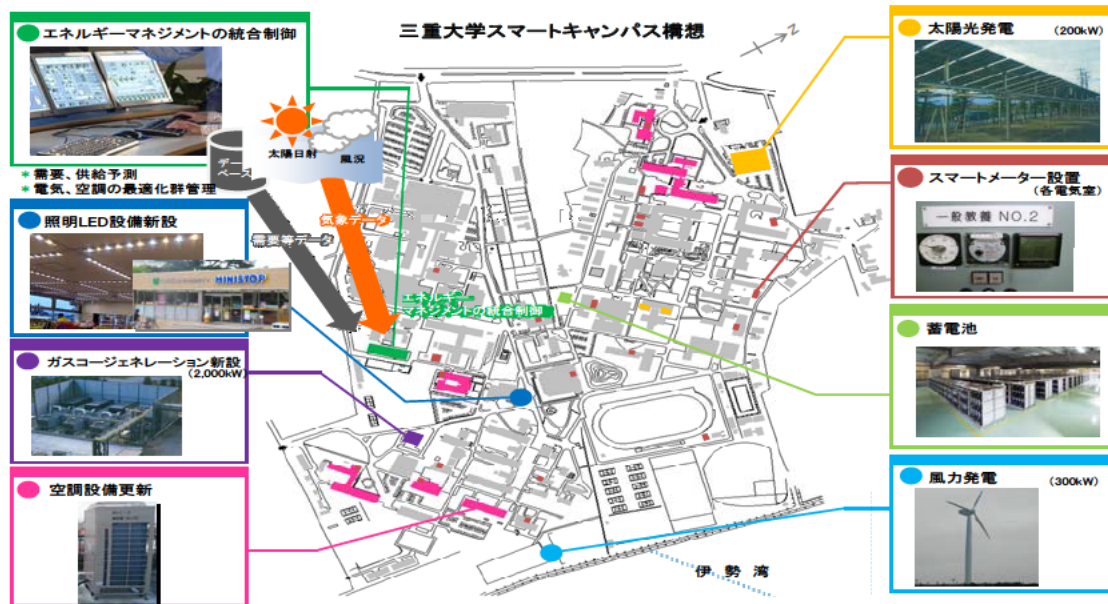 三重大学スマートキャンパス構想
Z
エネルギーマネジメントの統合制御
データ
ベース
太陽日射
風況
*需要、供給予測
*電気、空調の最適化群管理
気象データ
需要等データ
照明LED設備新設
MINISTOP
エネルギー
マネジメントの統合制御
ガスコージェネレーション新設
(2,000kW)
空調設備更新
太陽光発電 (200kW)
スマートメーター設置
(各電気室)
一般教養 NO.2
蓄電池
風力発電 (300kW)
伊勢湾